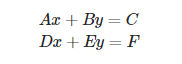 Ax + By = C
Dx + Ey = F